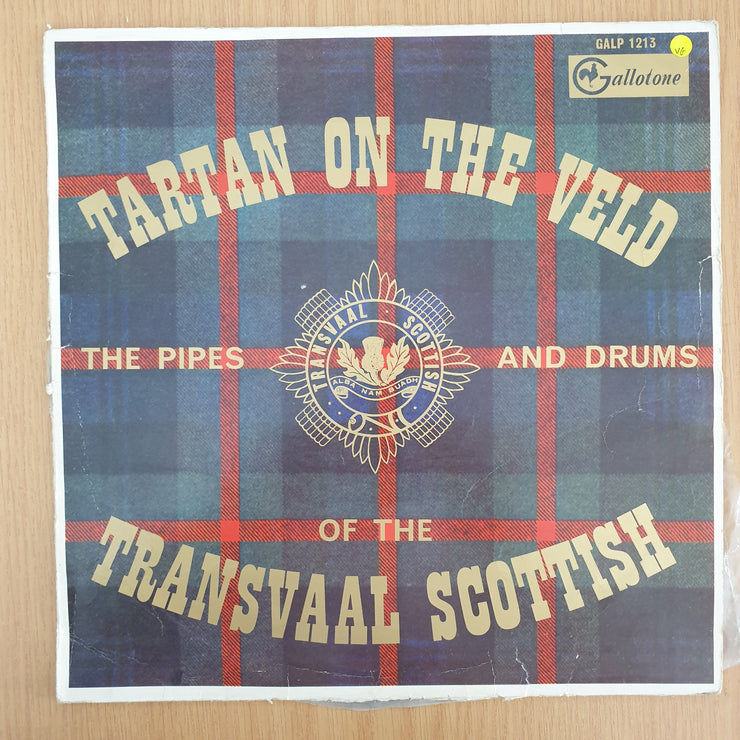 GALP 1213
VG
Gallotone
TARTAN ON THE VELD
TRANSVAAL SCOTTISH
ALBA NAM BUADH
THE PIPES AND DRUMS
OF THE
TRANSVAAL SCOTTISH